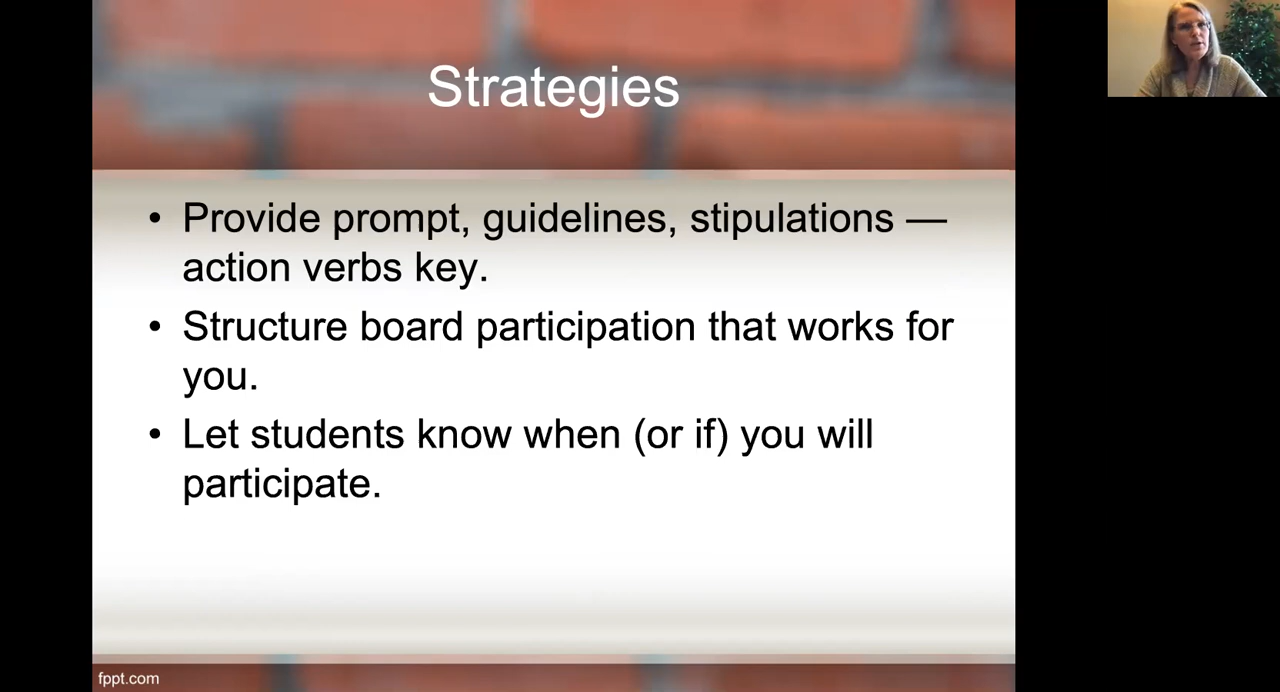 Strategies
• Provide prompt, guidelines, stipulations —
action verbs key.
• Structure board participation that works for
you.
• Let students know when (or if) you will
participate.
fppt.com